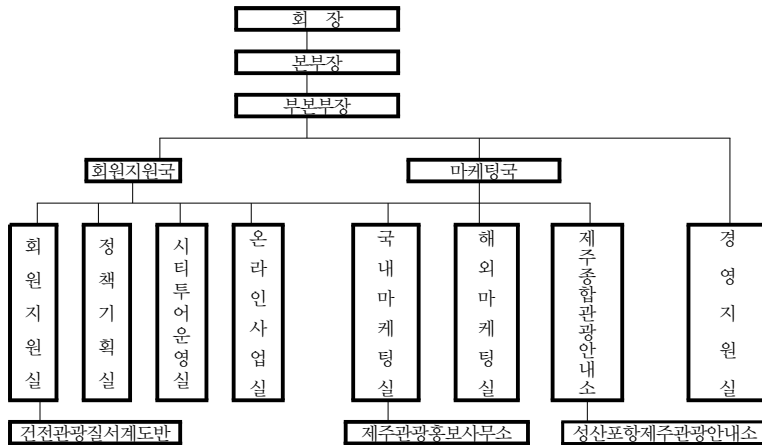 회 장
본부장
부본부장
회원지원국
마케팅국
회원지원실
정책기획실
시티투어운영실
온라인사업실
국내마케팅실
해외마케팅실
제주종합관광안내소
경영지원실
건전관광질서계도반
제주관광홍보사무소
성산포항제주관광안내소